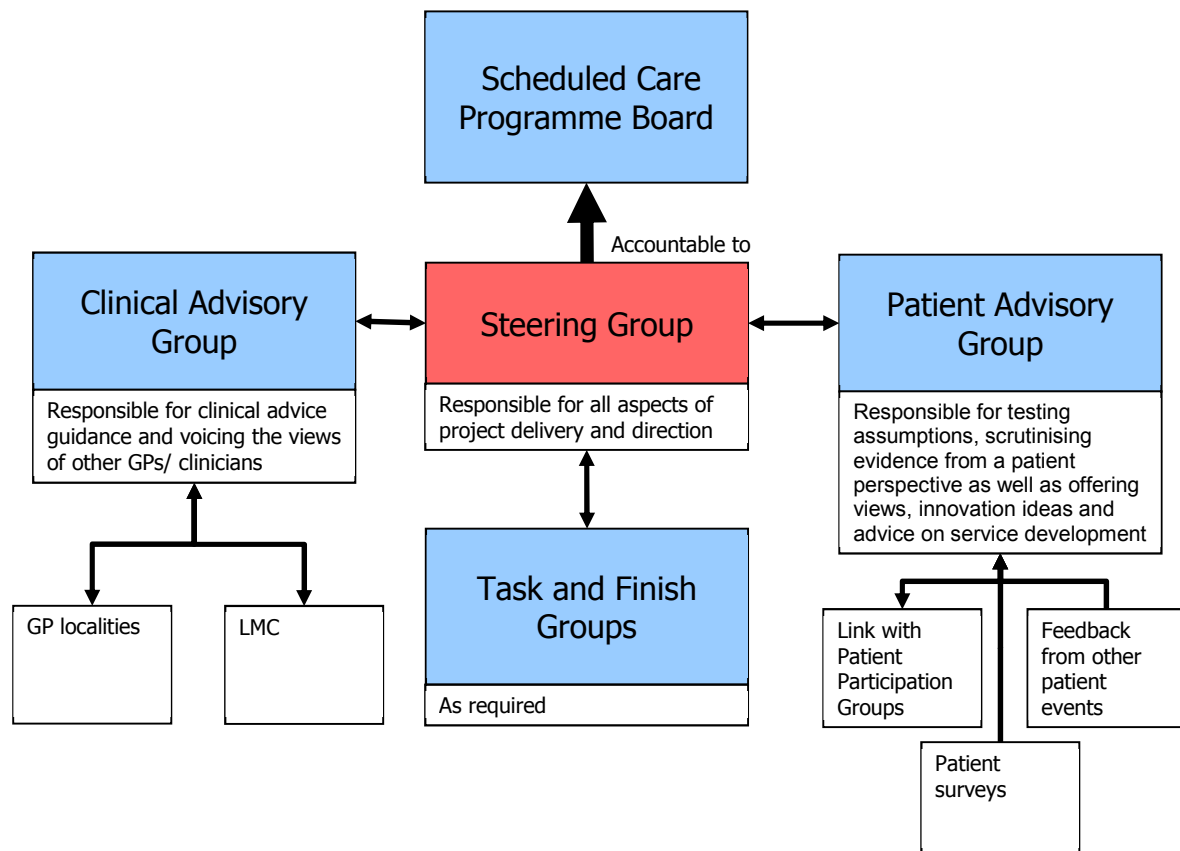 Scheduled Care
Programme Board
Accountable to
Clinical Advisory
Group
Responsible for clinical advice
guidance and voicing the views
of other GPs/ clinicians
GP localities
LMC
Steering Group
Responsible for all aspects of
project delivery and direction
Task and Finish
Groups
As required
Patient Advisory
Group
Responsible for testing
assumptions, scrutinising
evidence from a patient
perspective as well as offering
views, innovation ideas and
advice on service development
Link with
Patient
Participation
Groups
Feedback
from other
patient
events
Patient
surveys